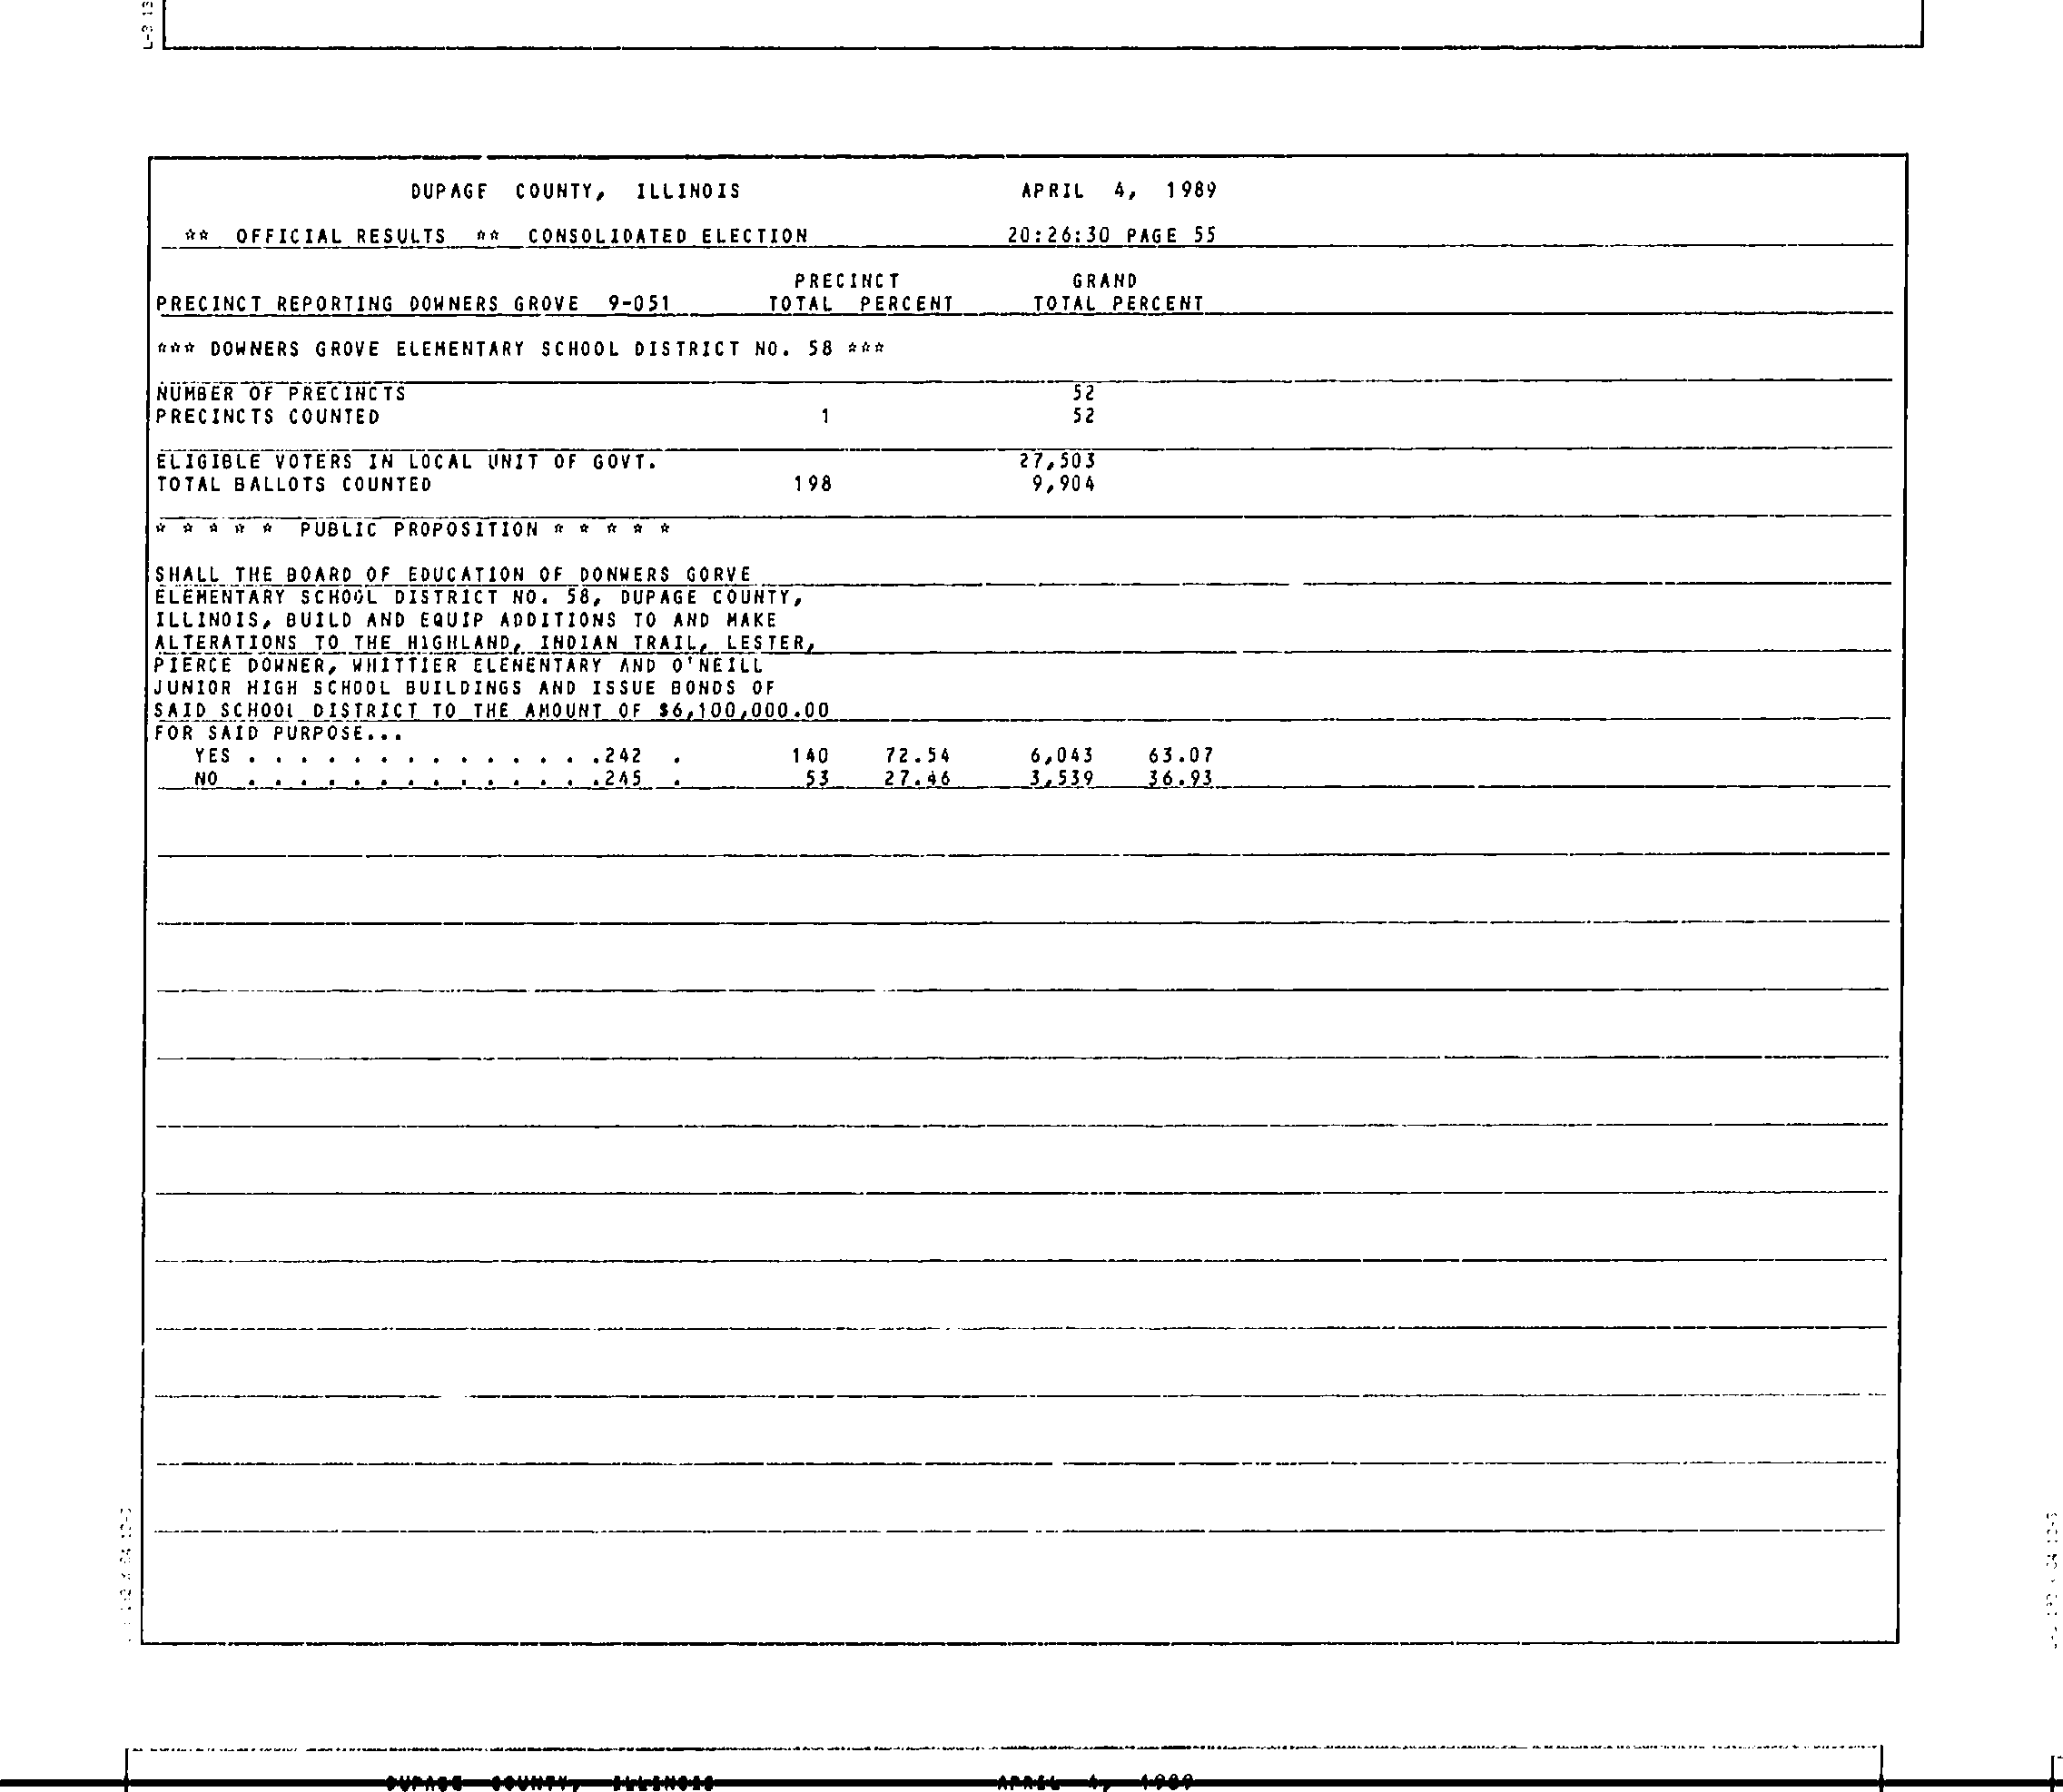 DUPAGE COUNTY, ILLINOIS APRIL 4, 1989
** OFFICIAL RESULTS ** CONSOLIDATED ELECTION 20:26:30 PAGE 55
PRECINCT GRAND
PRECINCT REPORTING DOWNERS GROVE 9-051 TOTAL PERCENT TOTAL PERCENT
*** DOWNERS GROVE ELEMENTARY SCHOOL DISTRICT NO. 58 ***
NUMBER OF PRECINCTS 52
PRECINCTS COUNTED 1 52
ELIGIBLE VOTERS IN LOCAL UNIT OF GOVT. 27,503
TOTAL BALLOTS COUNTED 198 9,904
* * * * * PUBLIC PROPOSITION * * * * *
SHALL THE BOARD OF EDUCATION OF DONWERS GORVE
ELEMENTARY SCHOOL DISTRICT NO. 58, DUPAGE COUNTY,
ILLINOIS, BUILD AND EQUIP ADDITIONS TO AND MAKE
ALTERATIONS TO THE HIGHLAND, INDIAN TRAIL, LESTER,
PIERCE DOWNER, WHITTIER ELENENTARY AND O'NEILL
JUNIOR HIGH SCHOOL BUILDINGS AND ISSUE BONDS OF
SAID SCHOOL DISTRICT TO THE AMOUNT OF $6,100,000.00
FOR SAID PURPOSE...
YES . . . . . . . . . . . . . .242 . 140 72.54 6,043 63.07
NO . . . . . . . . . . . . . .245 . 53 27.46 3,539 36.93
DUPAGE COUNTY, ILLINOIS APRIL 4, 1989